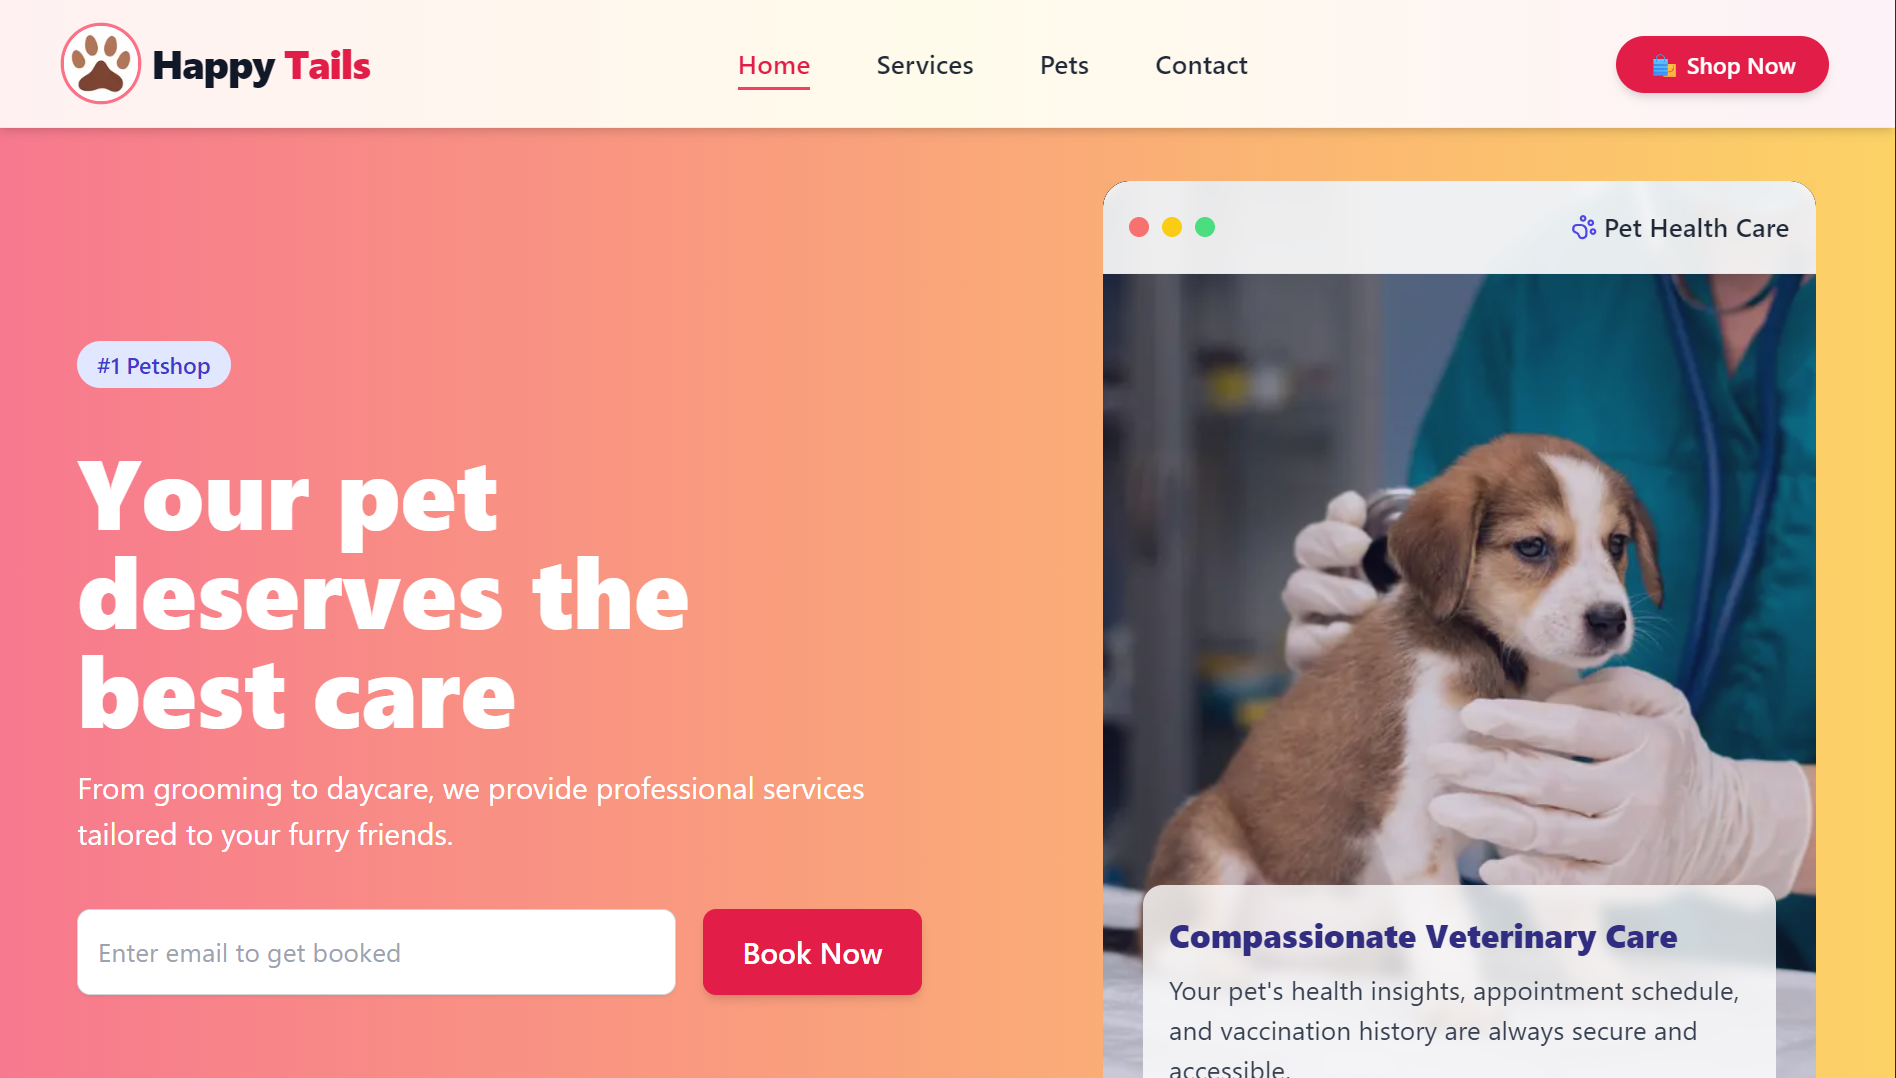 Happy Tails
Home
Services
Pets
Contact
Shop Now
#1 Petshop
Your pet
deserves the
best care
From grooming to daycare, we provide professional services
tailored to your furry friends.
Enter email to get booked
Book Now
Pet Health Care
Compassionate Veterinary Care
Your pet's health insights, appointment schedule,
and vaccination history are always secure and
accessible.